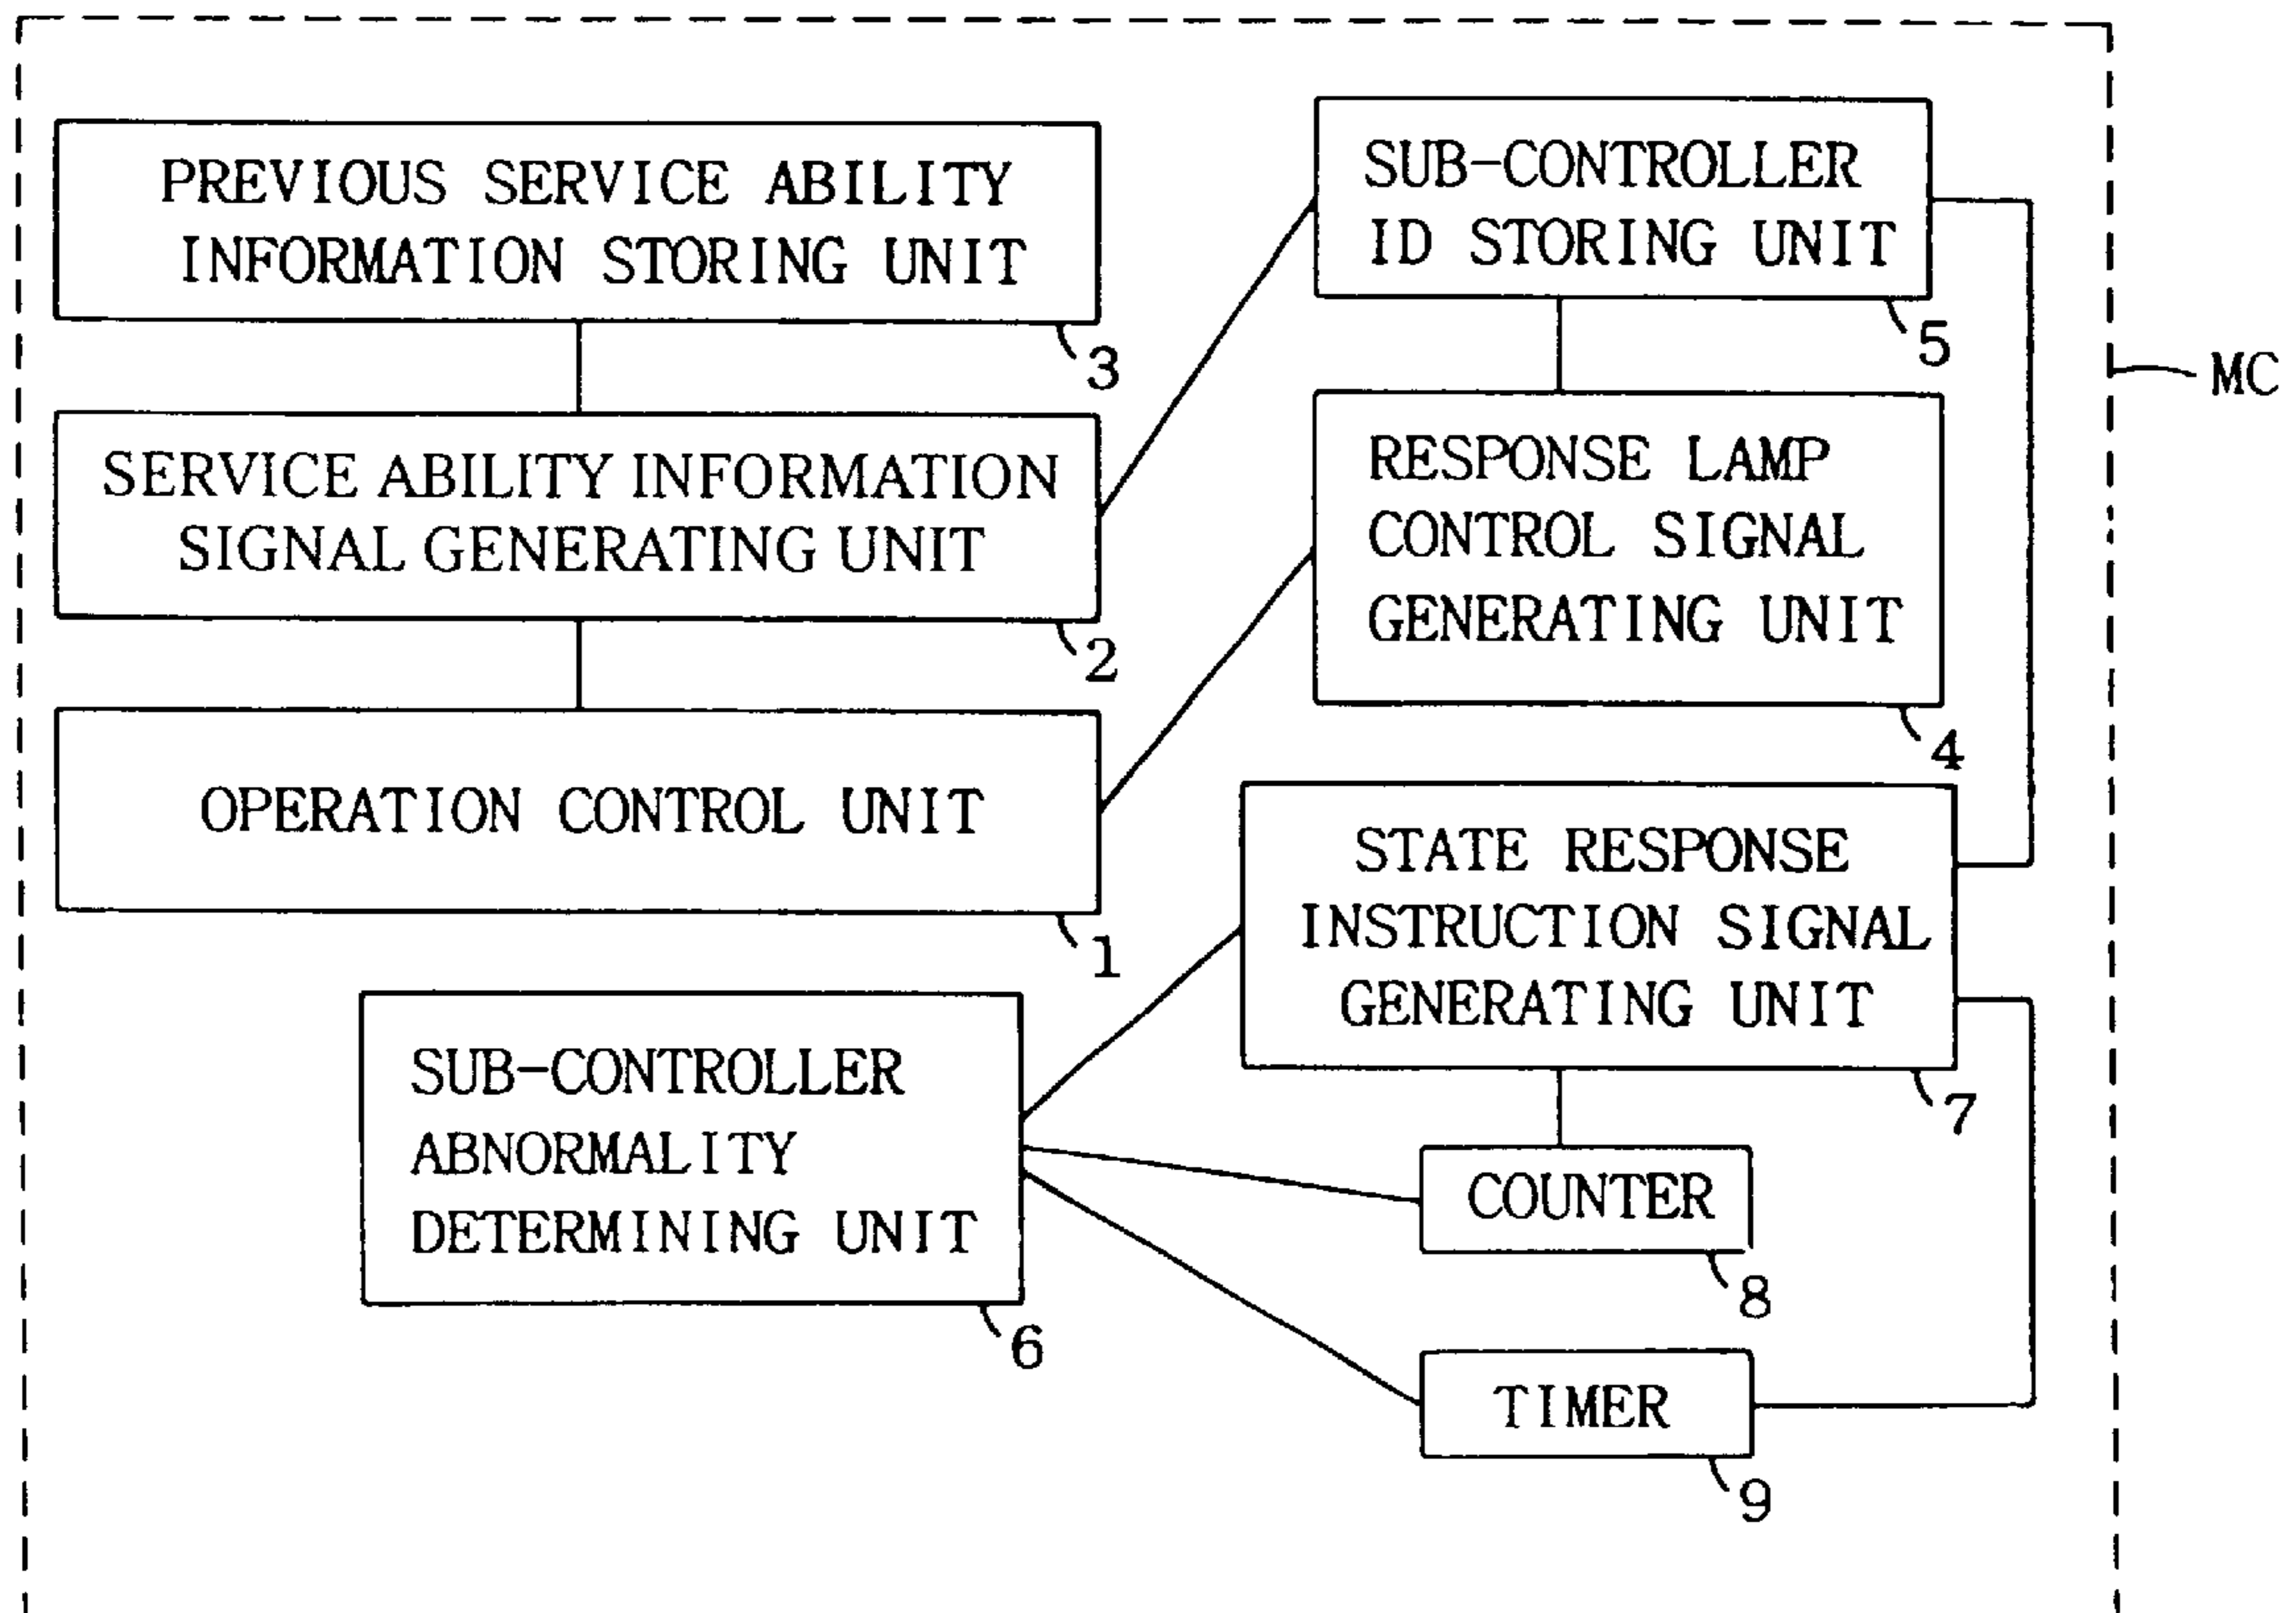 PREVIOUS SERVICE ABILITY
INFORMATION STORING UNIT
3
SERVICE ABILITY INFORMATION
SIGNAL GENERATING UNIT
2
OPERATION CONTROL UNIT
1
SUB-CONTROLLER
ABNORMALITY
DETERMINING UNIT
6
SUB-CONTROLLER
ID STORING UNIT
5
MC
RESPONSE LAMP
CONTROL SIGNAL
GENERATING UNIT
4
STATE RESPONSE
INSTRUCTION SIGNAL
GENERATING UNIT
7
COUNTER
8
TIMER
9